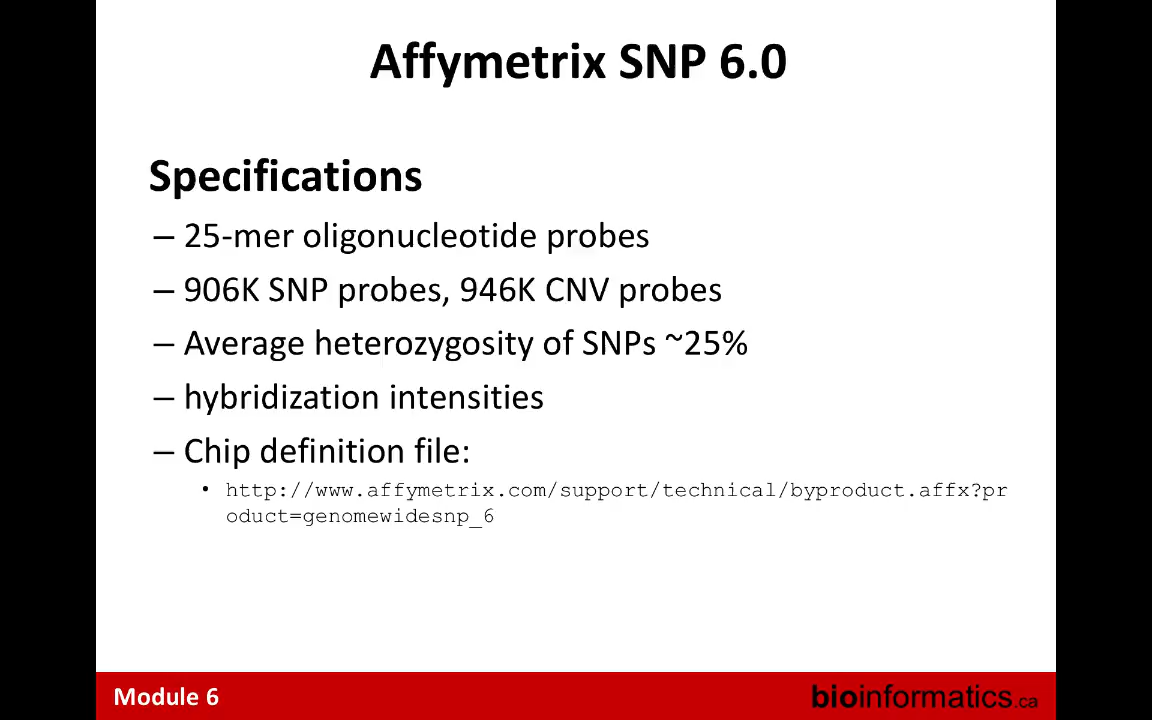 Affymetrix SNP 6.0
Specifications
– 25-mer oligonucleotide probes
– 906K SNP probes, 946K CNV probes
– Average heterozygosity of SNPs ~25%
– hybridization intensities
– Chip definition file:
• http://www.affymetrix.com/support/technical/byproduct.affx?pr
oduct=genomewidesnp_6
Module 6
bioinformatics.ca